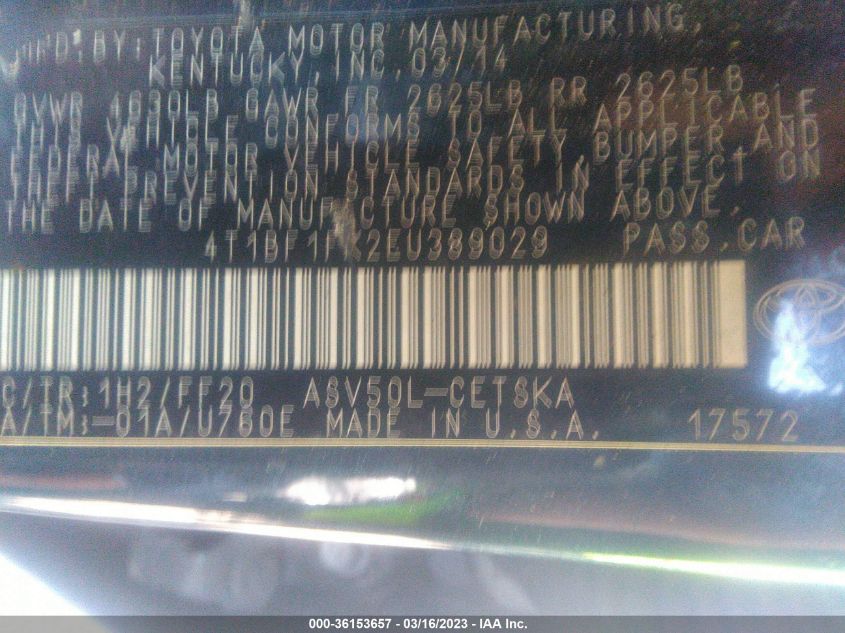 MFD. BY: TOYOTA MOTOR MANUFACTURING,
KENTUCKY, INC. 03/14
GVWR 4630LB GAWR FR 2625LB RR 2625LB
THIS VEHICLE CONFORMS TO ALL APPLICABLE
FEDERAL MOTOR VEHICLE SAFETY, BUMPER, AND
THEFT PREVENTION STANDARDS IN EFFECT ON
THE DATE OF MANUFACTURE SHOWN ABOVE.
4T1BF1FK2EU389029 PASS. CAR
C/TR: 1H2/FF20 ASV50L-CETSKA
A/TM: -01A/U760E MADE IN U.S.A. 17572
000-36153657 - 03/16/2023 - IAA Inc.